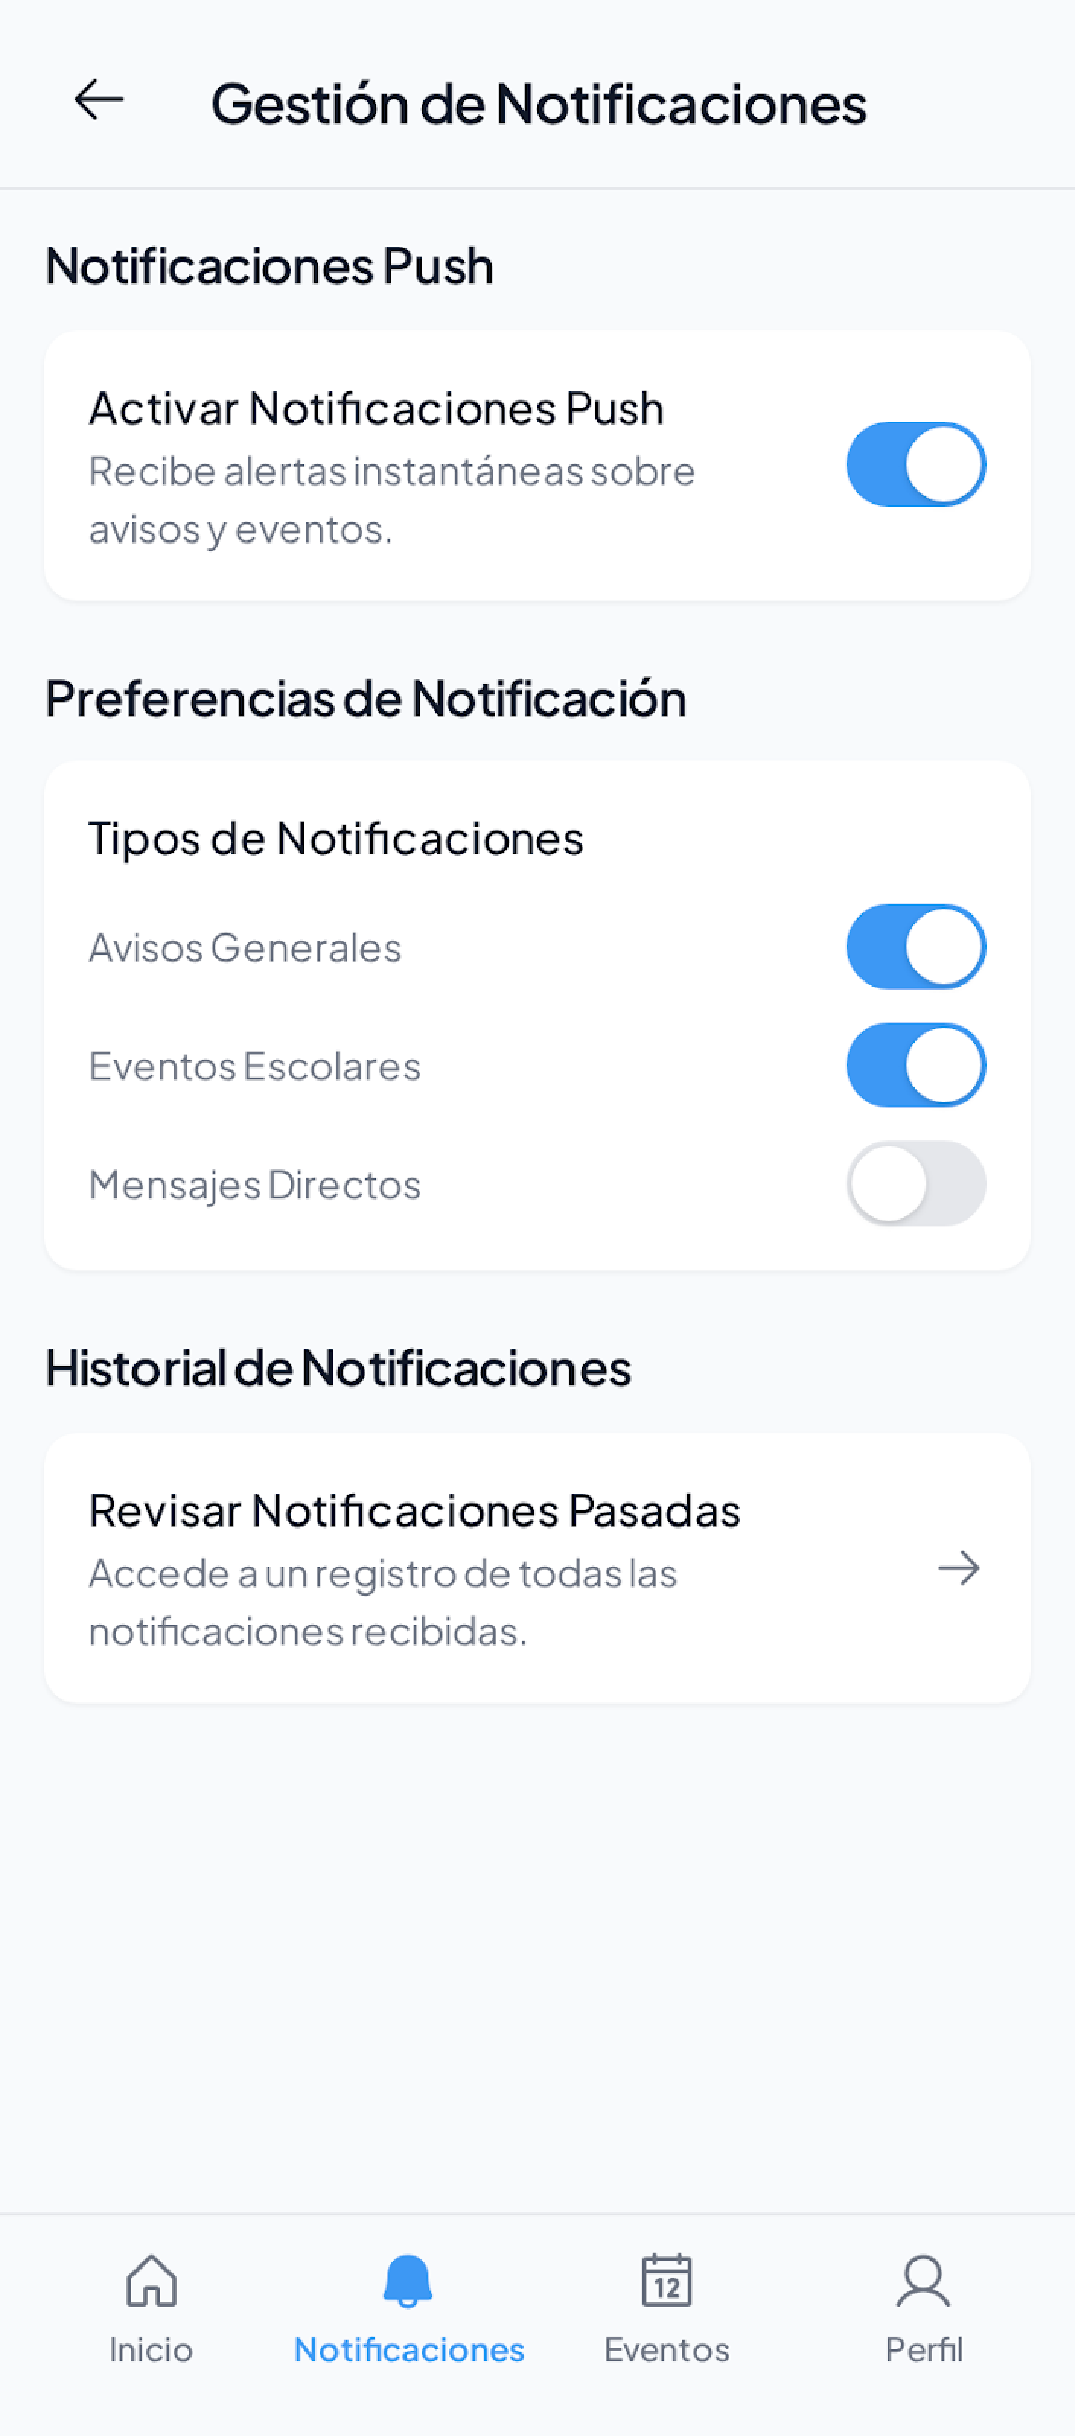 Gestión de Notificaciones
Notificaciones Push
Activar Notificaciones Push
Recibe alertas instantáneas sobre
avisos y eventos.
Preferencias de Notificación
Tipos de Notificaciones
Avisos Generales
Eventos Escolares
Mensajes Directos
Historial de Notificaciones
Revisar Notificaciones Pasadas
Accede a un registro de todas las
notificaciones recibidas.
12
Inicio
Notificaciones
Eventos
Perfil